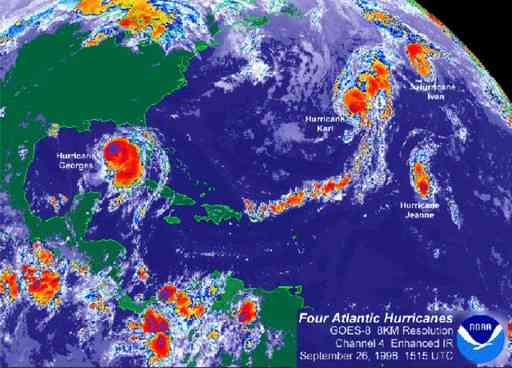 Hurricane
Ivan
Hurricane
Karl
Hurricane
Georges
Hurricane
Jeanne
Four Atlantic Hurricanes
GOES-8 8KM Resolution
Channel 4 Enhanced IR
September 26, 1998 1515 UTC
NOAA